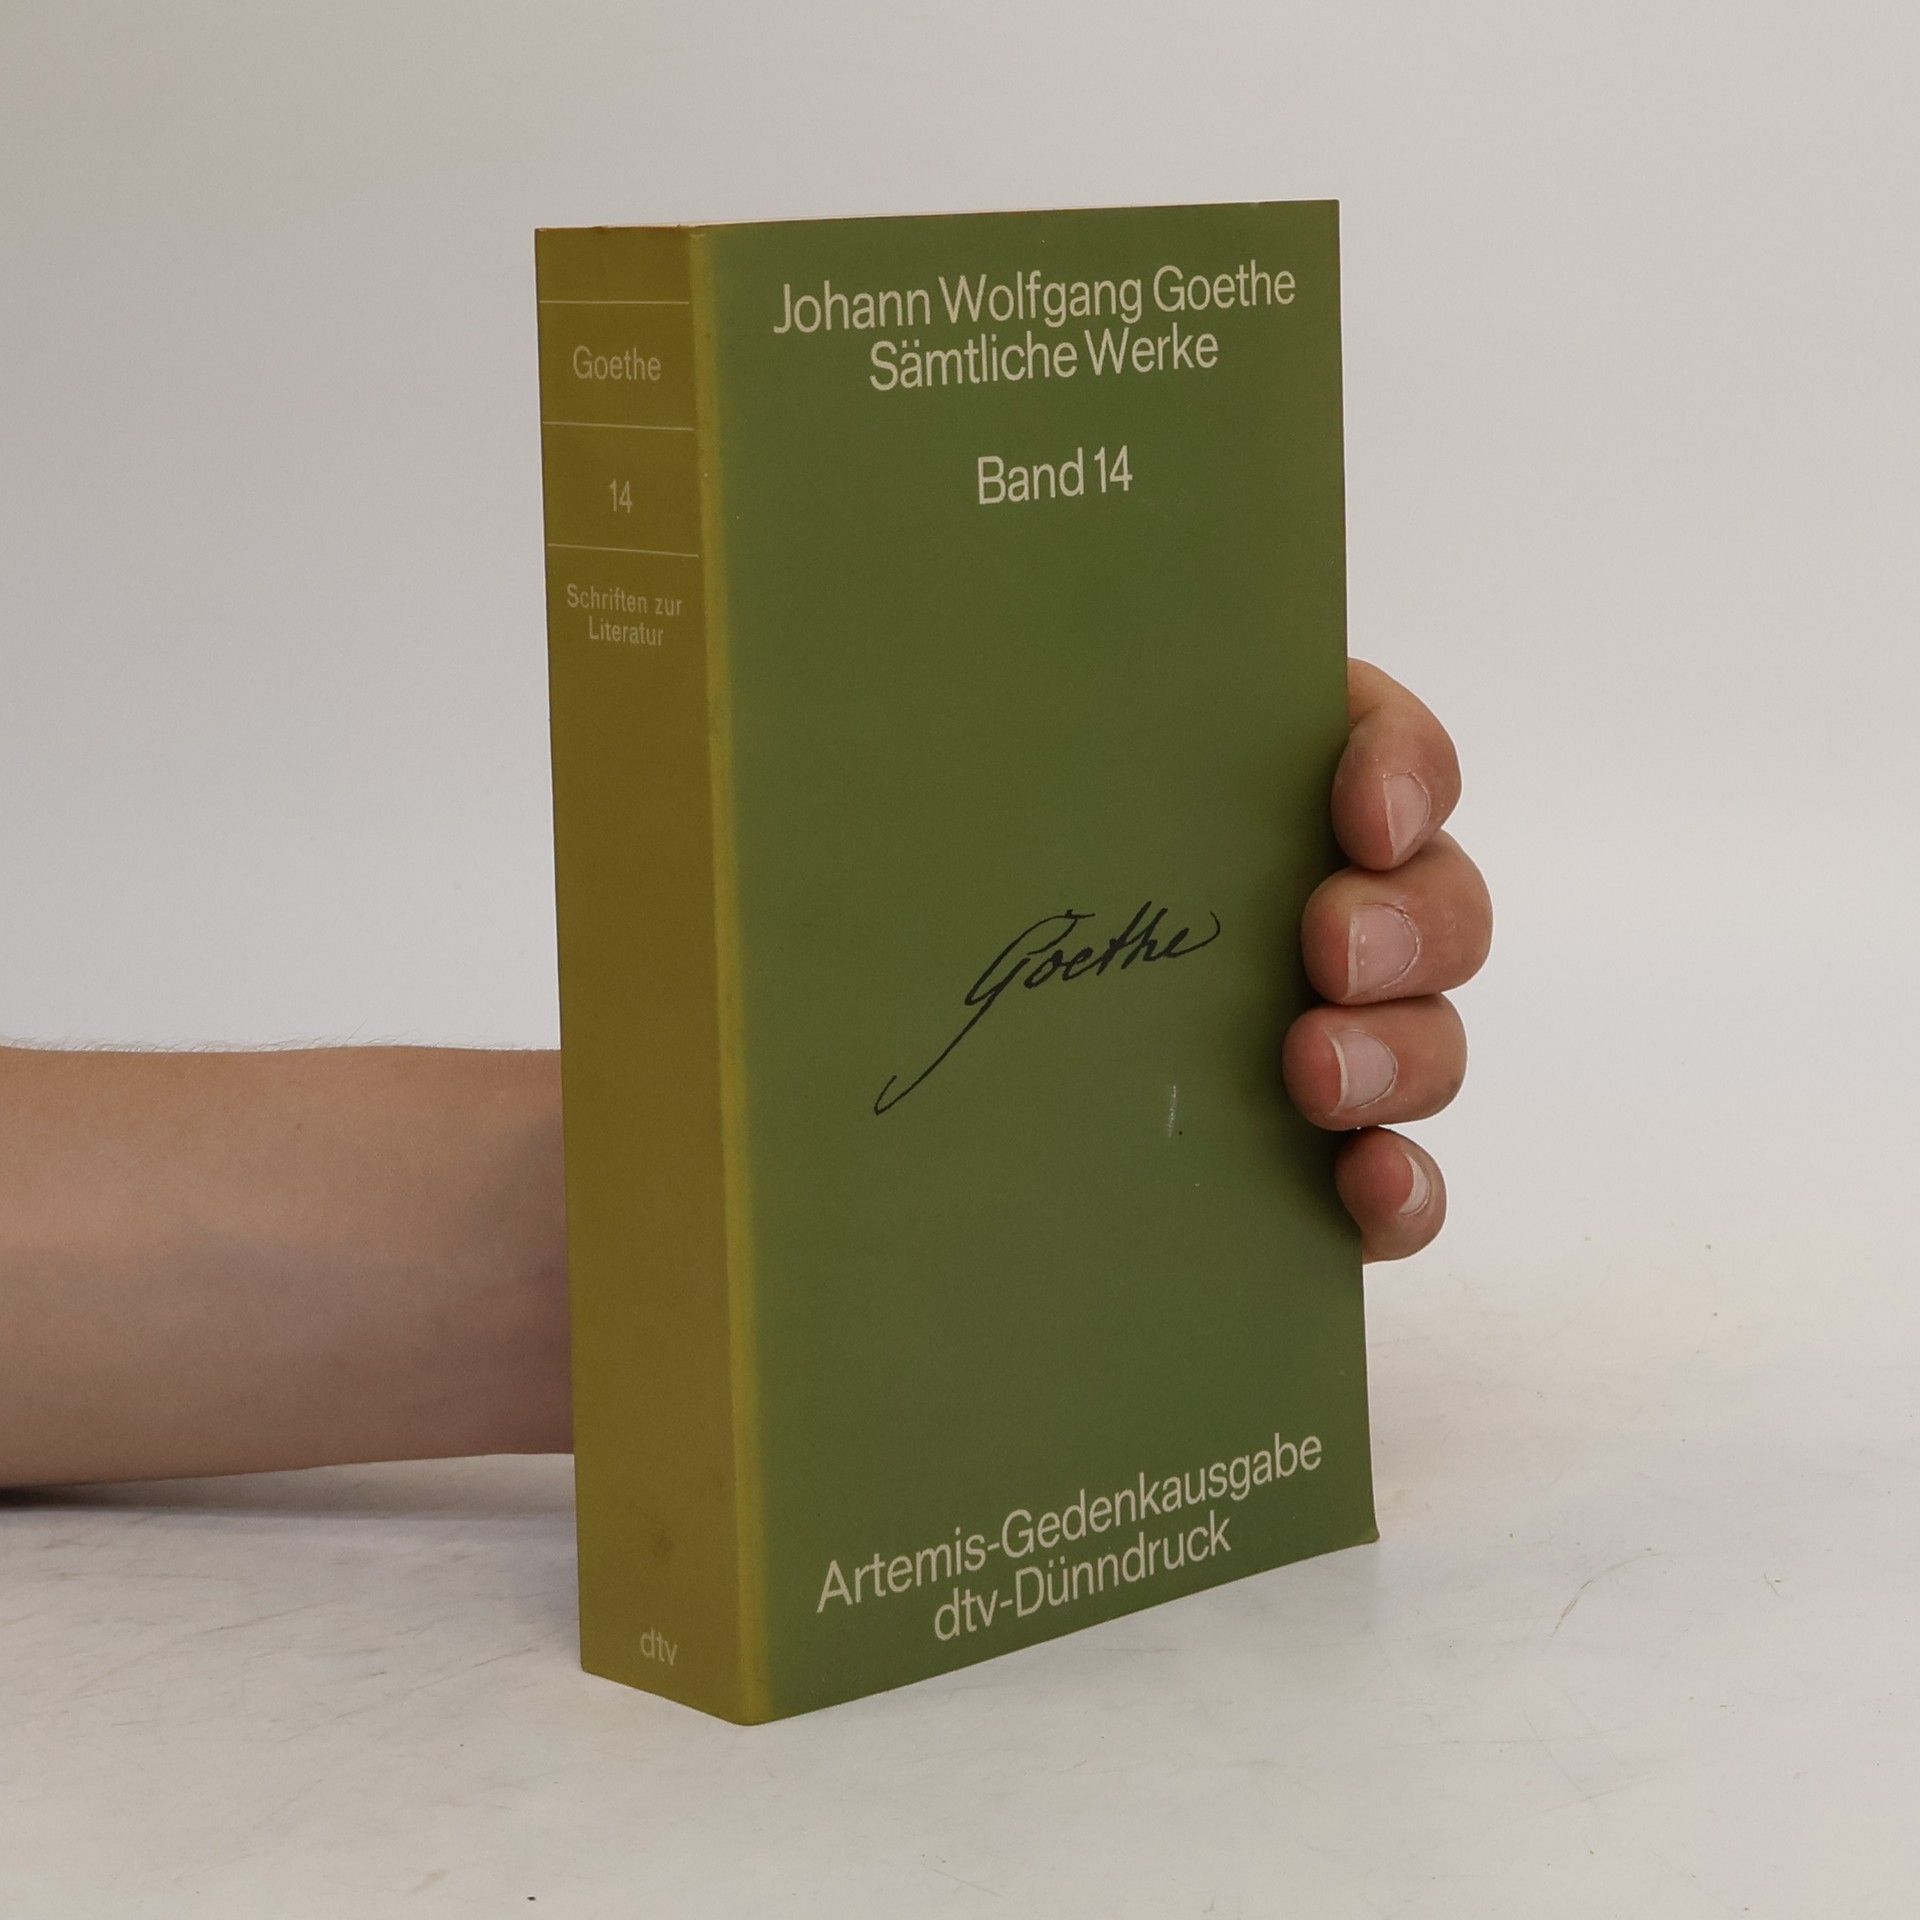 Goethe
14
Schriften zur
Literatur
dtv
Johann Wolfgang Goethe
Sämtliche Werke
Band 14
Goethe
Artemis-Gedenkausgabe
dtv-Dünndruck